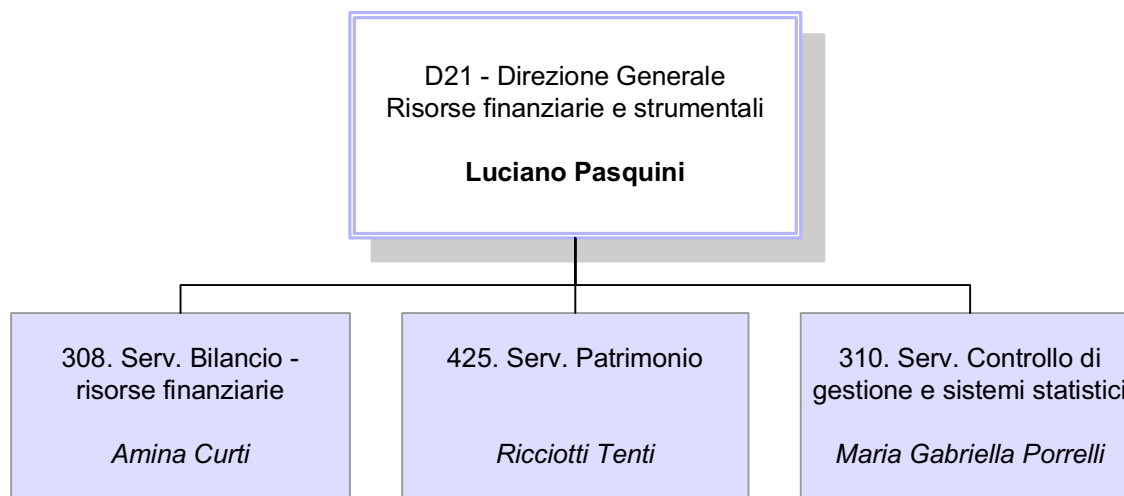 D21 - Direzione Generale
Risorse finanziarie e strumentali
Luciano Pasquini
308. Serv. Bilancio -
risorse finanziarie
Amina Curti
425. Serv. Patrimonio
Ricciotti Tenti
310. Serv. Controllo di
gestione e sistemi statistici
Maria Gabriella Porrelli